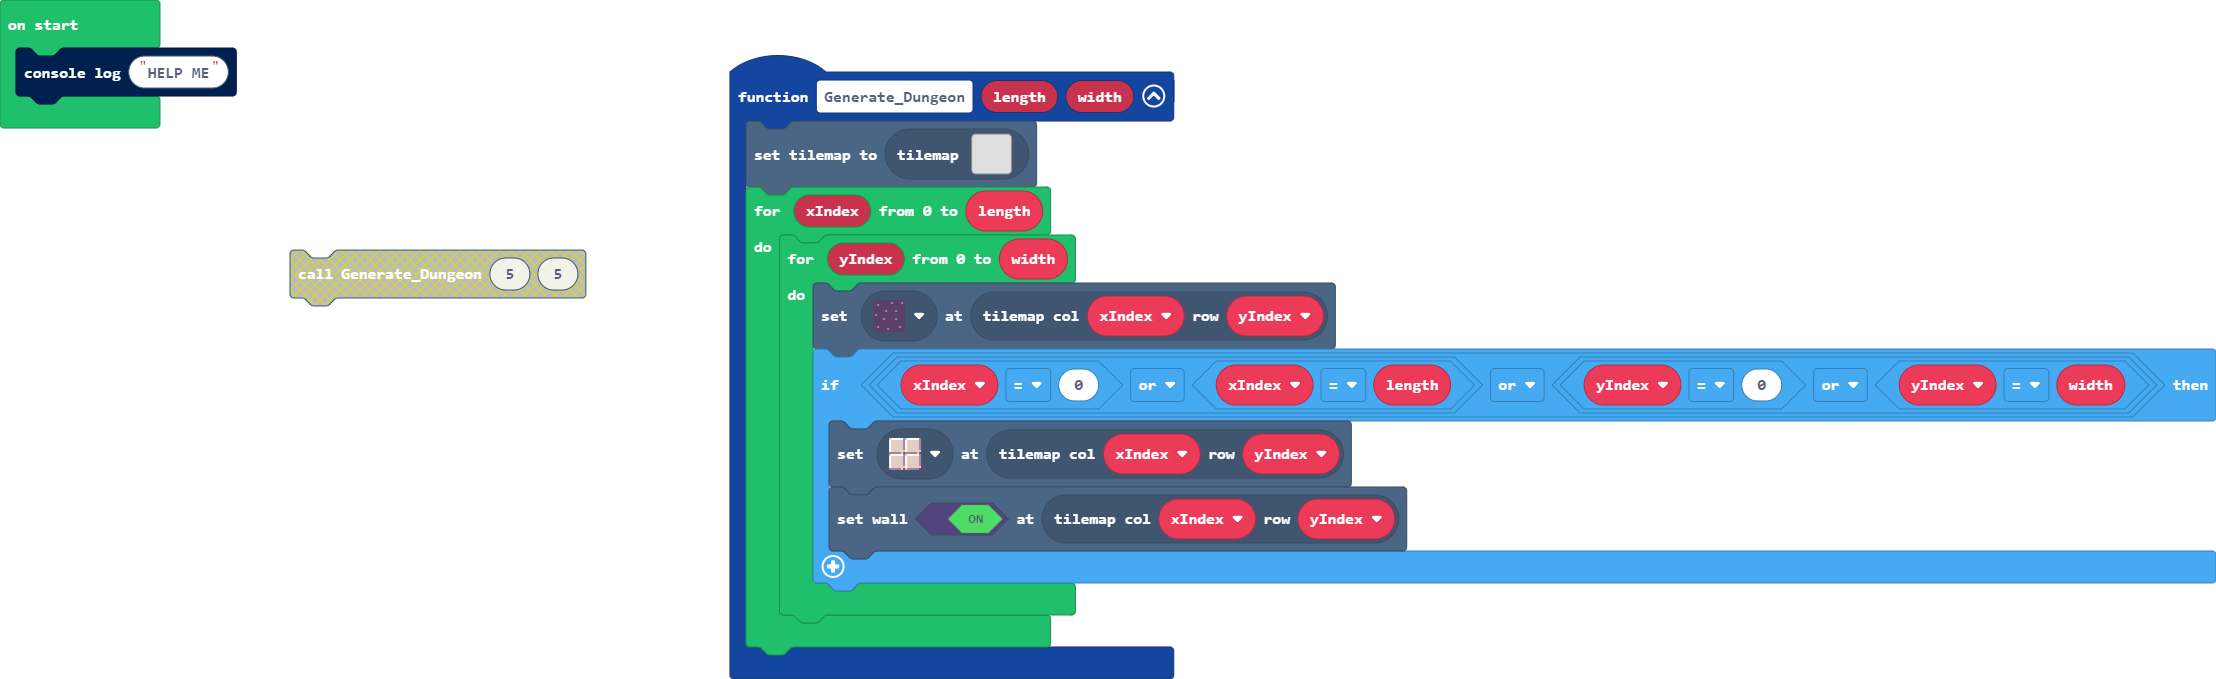 on start
console log "HELP ME"
call Generate_Dungeon 5 5
function Generate_Dungeon length width
set tilemap to tilemap
for xIndex from 0 to length
do
for yIndex from 0 to width
do
set at tilemap col xIndex row yIndex
if xIndex = 0 or xIndex = length or yIndex = 0 or yIndex = width then
set at tilemap col xIndex row yIndex
set wall ON at tilemap col xIndex row yIndex